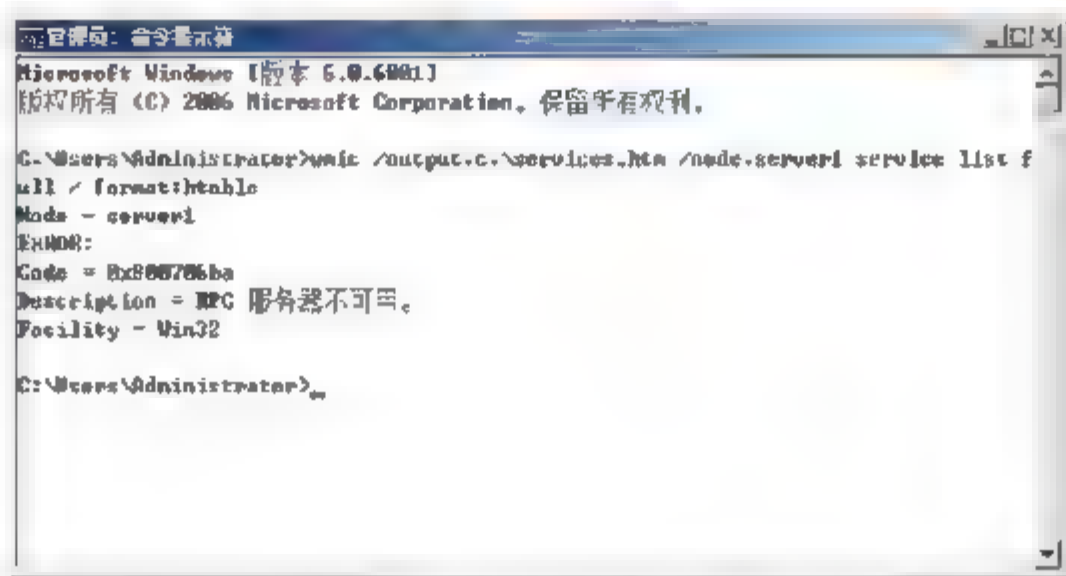 管理员: 命令提示符
Microsoft Windows [版本 6.0.6001]
版权所有 (C) 2006 Microsoft Corporation。保留所有权利。
C:\Users\Administrator>wmic /output:c:\services.htm /node:server1 service list f
ull / format:htable
Node - server1
ERROR:
Code = 0x800706ba
Description = RPC 服务器不可用。
Facility = Win32
C:\Users\Administrator>_